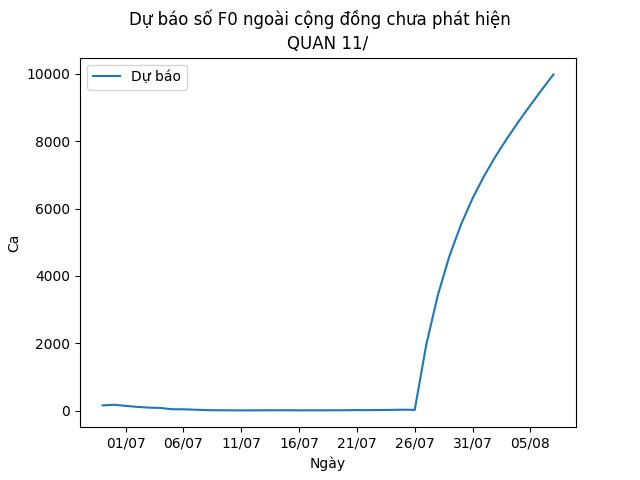 Dự báo số F0 ngoài cộng đồng chưa phát hiện
QUAN 11/
Dự báo
10000
8000
6000
4000
2000
0
Ca
01/07 06/07 11/07 16/07 21/07 26/07 31/07 05/08
Ngày